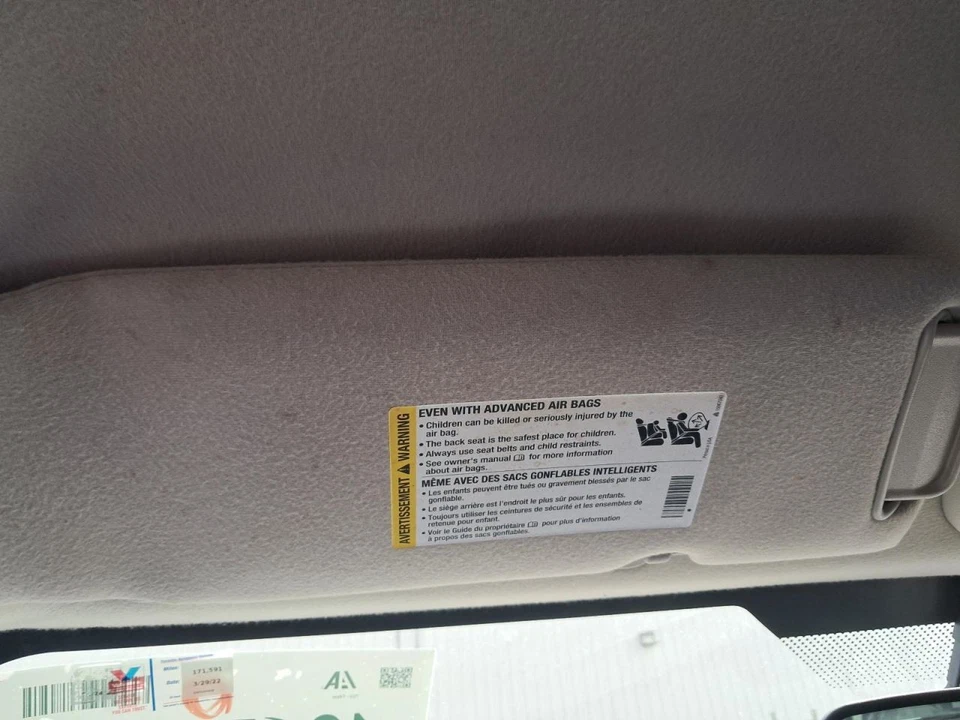 AVERTISSEMENT WARNING
EVEN WITH ADVANCED AIR BAGS
• Children can be killed or seriously injured by the
air bag.
• The back seat is the safest place for children.
• Always use seat belts and child restraints.
• See owner's manual for more information
about air bags.
MÊME AVEC DES SACS GONFLABLES INTELLIGENTS
• Les enfants peuvent être tués ou gravement blessés par le sac
gonflable.
• Le siège arrière est l'endroit le plus sûr pour les enfants.
• Toujours utiliser les ceintures de sécurité et les ensembles de
retenue pour enfant.
• Voir le Guide du propriétaire pour plus d'information
à propos des sacs gonflables.
Miles: 171,591
Date: 3/29/22